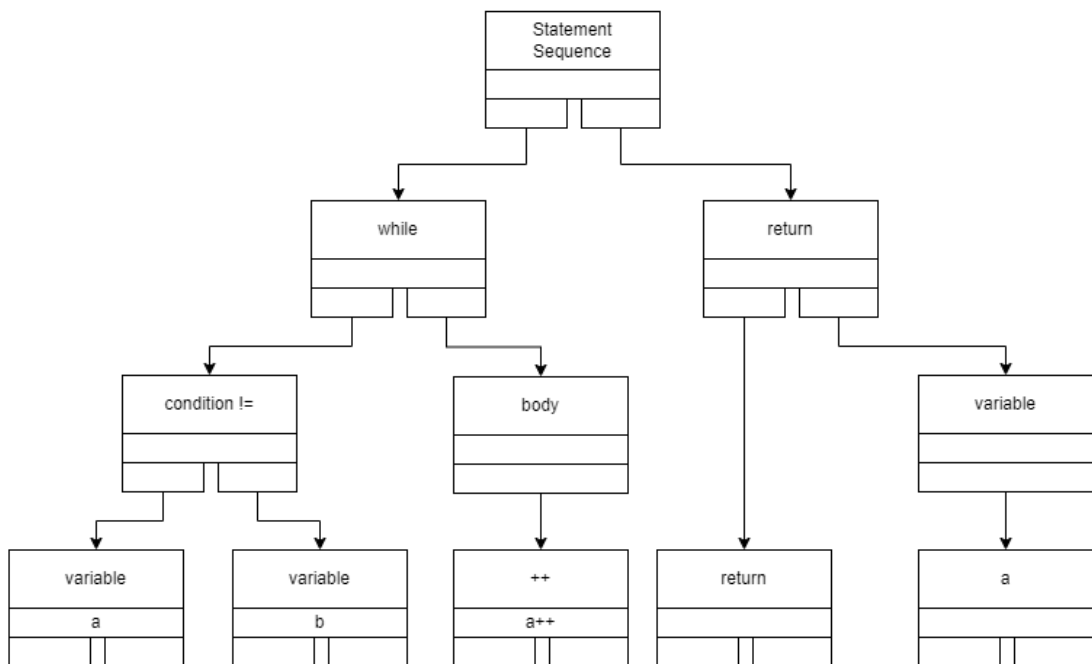 Statement
Sequence
while
return
condition !=
body
variable
variable
variable
++
return
a
a
b
a++